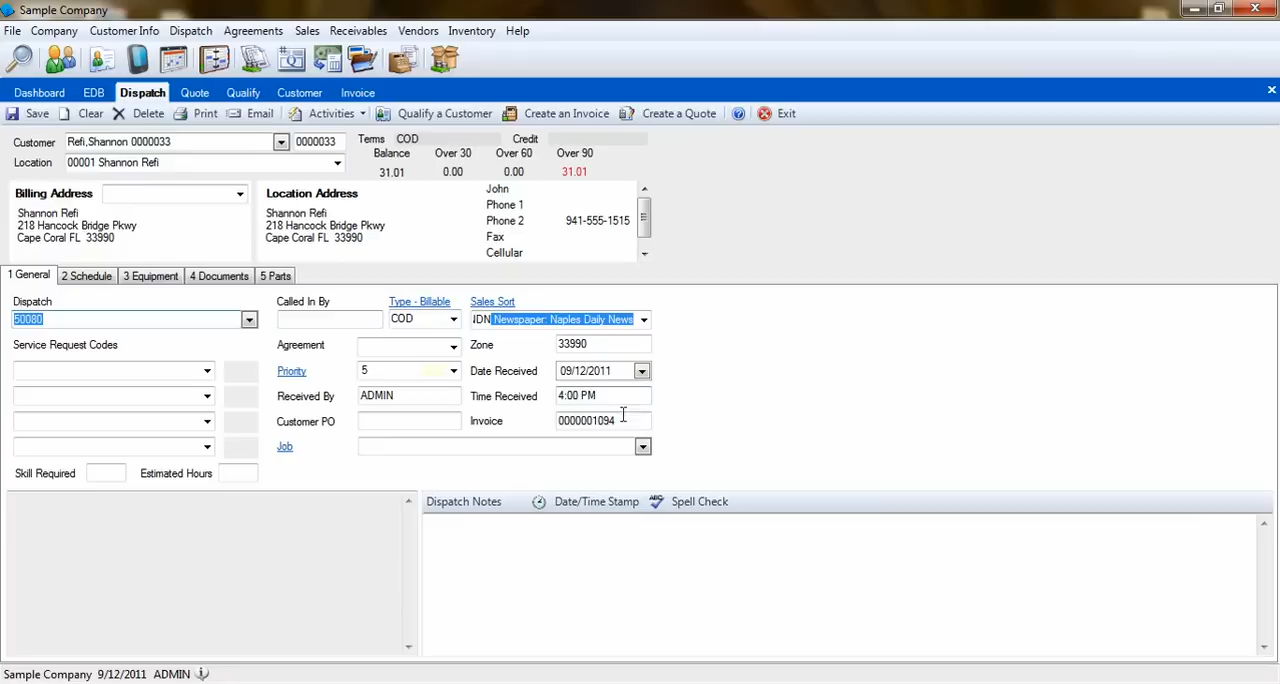 Sample Company
File Company Customer Info Dispatch Agreements Sales Receivables Vendors Inventory Help
Dashboard EDB Dispatch Quote Qualify Customer Invoice
Save Clear Delete Print Email Activities Qualify a Customer Create an Invoice Create a Quote Exit
Customer Refi,Shannon 0000033 0000033 Terms COD Credit
Location 00001 Shannon Refi
Balance Over 30 Over 60 Over 90
31.01 0.00 0.00 31.01
Billing Address
Shannon Refi
218 Hancock Bridge Pkwy
Cape Coral FL 33990
Location Address
Shannon Refi
218 Hancock Bridge Pkwy
Cape Coral FL 33990
John
Phone 1
Phone 2 941-555-1515
Fax
Cellular
1 General 2 Schedule 3 Equipment 4 Documents 5 Parts
Dispatch Called In By Type - Billable Sales Sort
50080 COD NDN Newspaper: Naples Daily News
Service Request Codes Agreement Zone 33990
Priority 5 Date Received 09/12/2011
Received By ADMIN Time Received 4:00 PM
Customer PO Invoice 0000001094
Job
Skill Required Estimated Hours
Dispatch Notes Date/Time Stamp Spell Check
Sample Company 9/12/2011 ADMIN